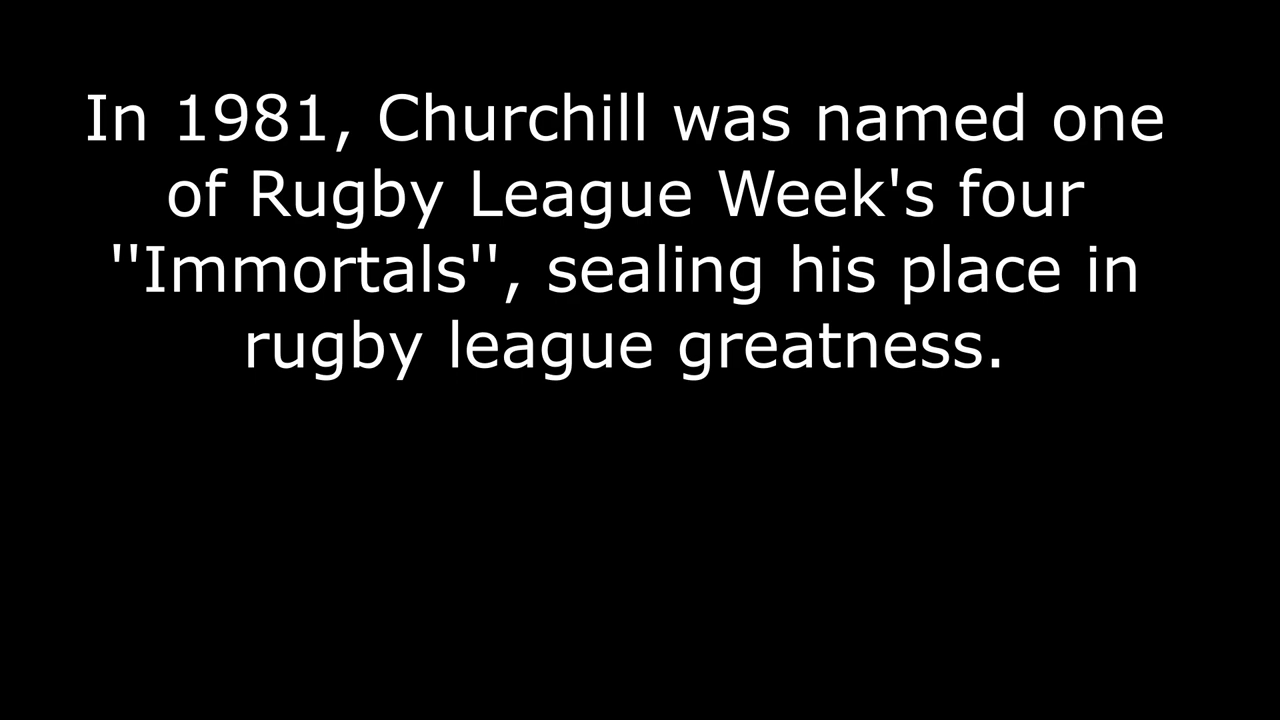 In 1981, Churchill was named one
of Rugby League Week's four
''Immortals'', sealing his place in
rugby league greatness.